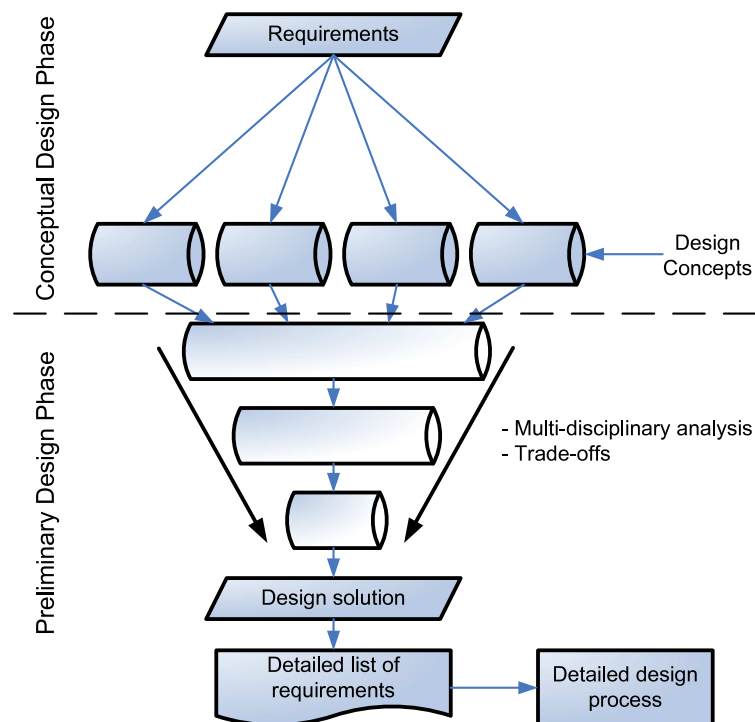 Conceptual Design Phase
Requirements
Design
Concepts
Preliminary Design Phase
- Multi-disciplinary analysis
- Trade-offs
Design solution
Detailed list of
requirements
Detailed design
process